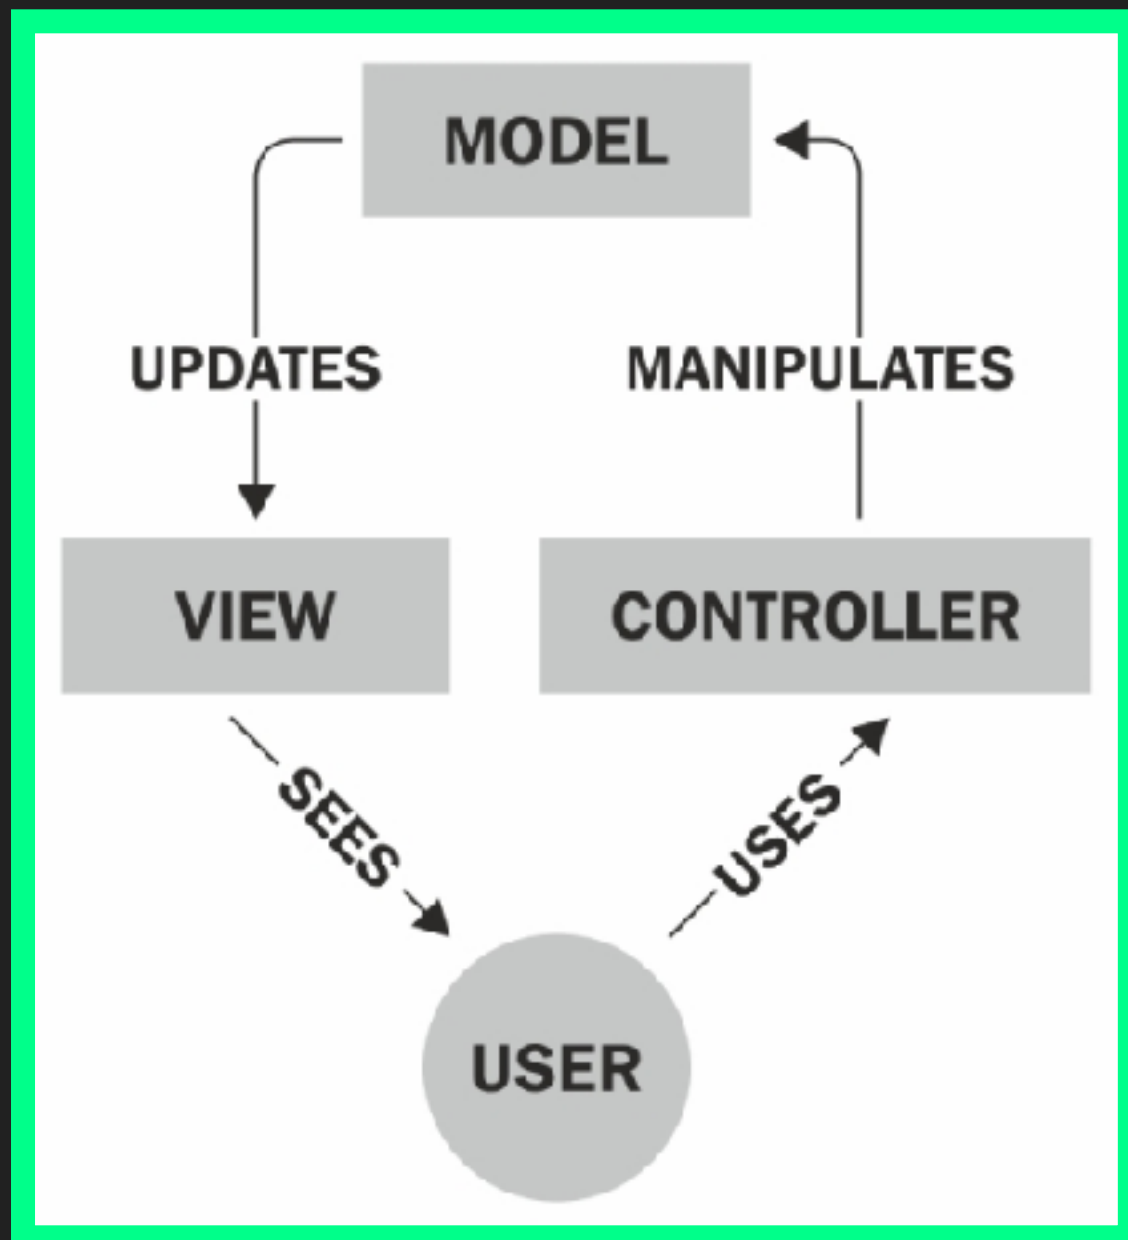 MODEL
UPDATES
MANIPULATES
VIEW
CONTROLLER
SEES
USES
USER